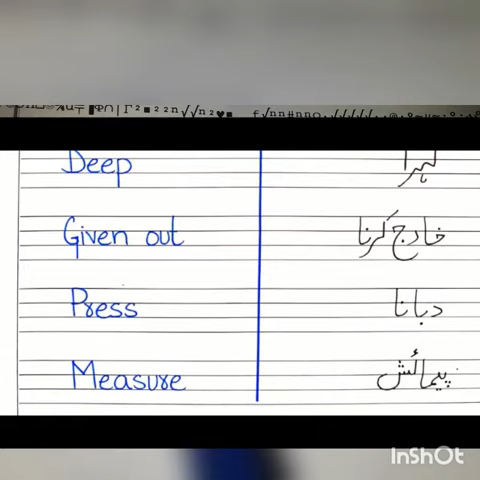 Deep گہرا
Given out خارج کرنا
Press دبانا
Measure پیمائش
InShOt